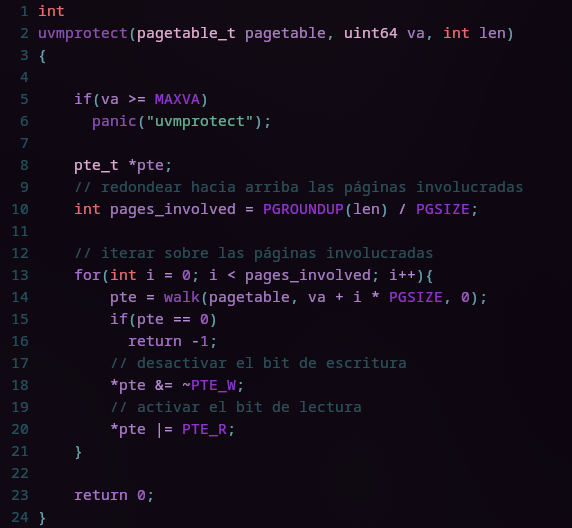 1 int
2 uvmprotect(pagetable_t pagetable, uint64 va, int len)
3 {
4
5     if(va >= MAXVA)
6       panic("uvmprotect");
7
8     pte_t *pte;
9     // redondear hacia arriba las páginas involucradas
10     int pages_involved = PGROUNDUP(len) / PGSIZE;
11
12     // iterar sobre las páginas involucradas
13     for(int i = 0; i < pages_involved; i++){
14         pte = walk(pagetable, va + i * PGSIZE, 0);
15         if(pte == 0)
16           return -1;
17         // desactivar el bit de escritura
18         *pte &= ~PTE_W;
19         // activar el bit de lectura
20         *pte |= PTE_R;
21     }
22
23     return 0;
24 }